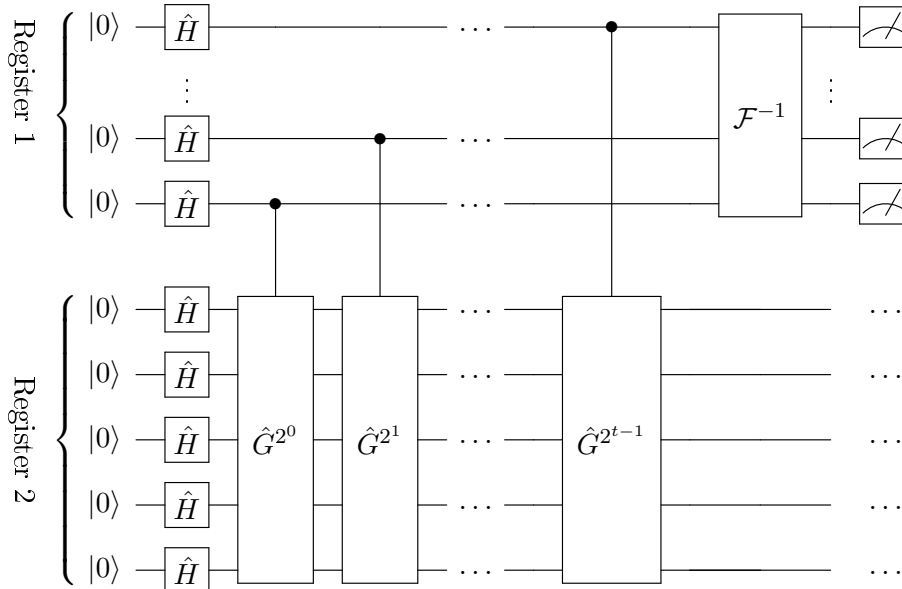 Register 1
|0⟩ Ĥ ...
⋮ ⋮
|0⟩ Ĥ ... 𝓕⁻¹
|0⟩ Ĥ ...
Register 2
|0⟩ Ĥ ... ...
|0⟩ Ĥ ... ...
|0⟩ Ĥ Ĝ^{2^0} Ĝ^{2^1} ... Ĝ^{2^{t−1}} ...
|0⟩ Ĥ ... ...
|0⟩ Ĥ ... ...